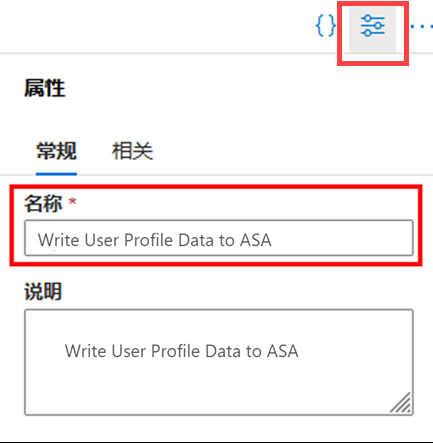 {}
属性
常规 相关
名称 *
Write User Profile Data to ASA
说明
Write User Profile Data to ASA